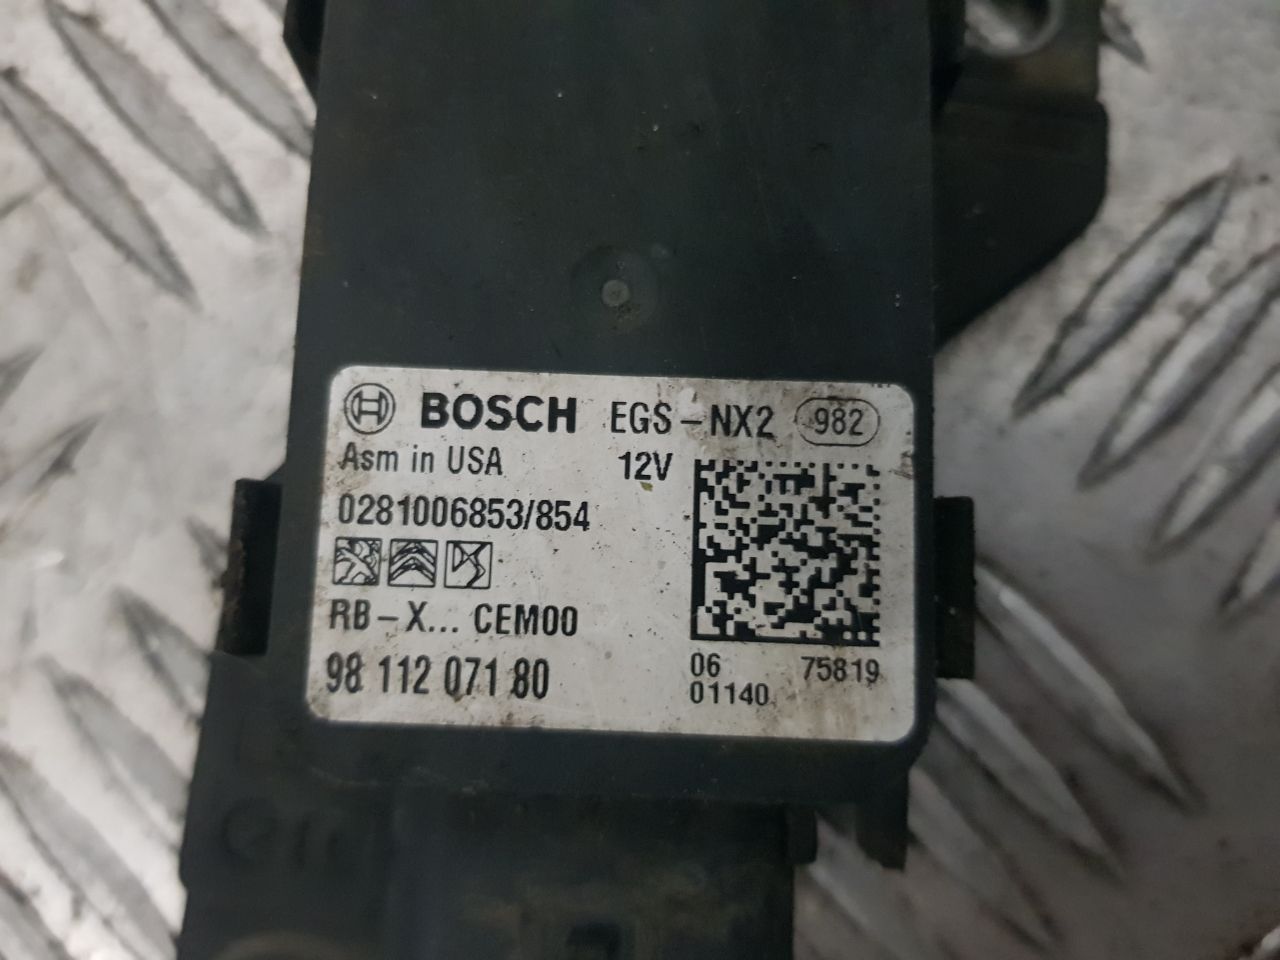 BOSCH EGS-NX2 982
Asm in USA 12V
0281006853/854
RB-X... CEM00
98 112 071 80
06 75819
01140